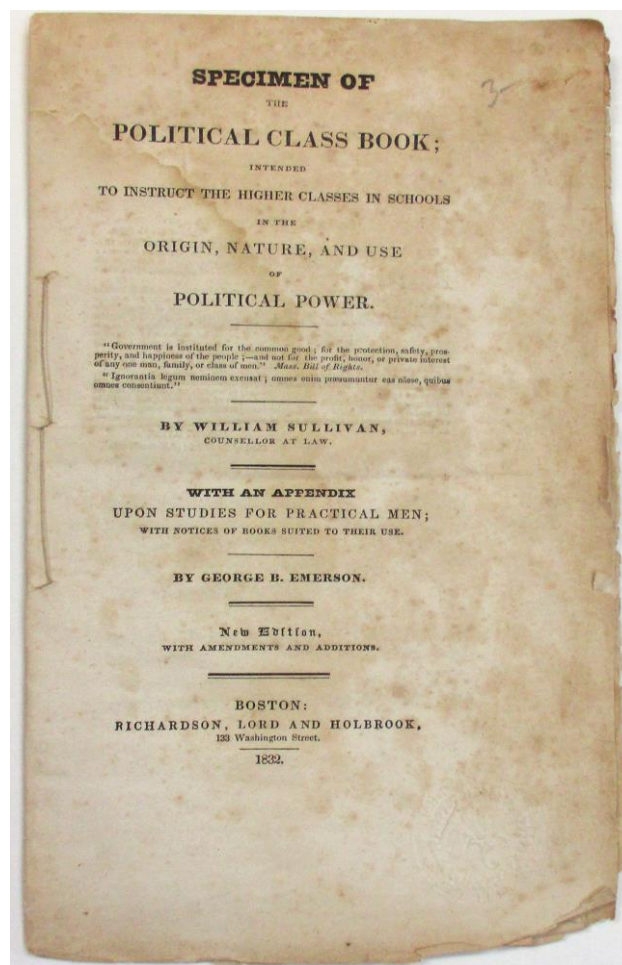 SPECIMEN OF
THE
POLITICAL CLASS BOOK;
INTENDED
TO INSTRUCT THE HIGHER CLASSES IN SCHOOLS
IN THE
ORIGIN, NATURE, AND USE
OF
POLITICAL POWER.
"Government is instituted for the common good; for the protection, safety, pros-
perity, and happiness of the people;—and not for the profit, honor, or private interest
of any one man, family, or class of men." Mass. Bill of Rights.
"Ignorantia legum neminem excusat; omnes enim præsumuntur eas nôsse, quibus
omnes consentiunt."
BY WILLIAM SULLIVAN,
COUNSELLOR AT LAW.
WITH AN APPENDIX
UPON STUDIES FOR PRACTICAL MEN;
WITH NOTICES OF BOOKS SUITED TO THEIR USE.
BY GEORGE B. EMERSON.
New Edition,
WITH AMENDMENTS AND ADDITIONS.
BOSTON:
RICHARDSON, LORD AND HOLBROOK,
133 Washington Street.
1832.